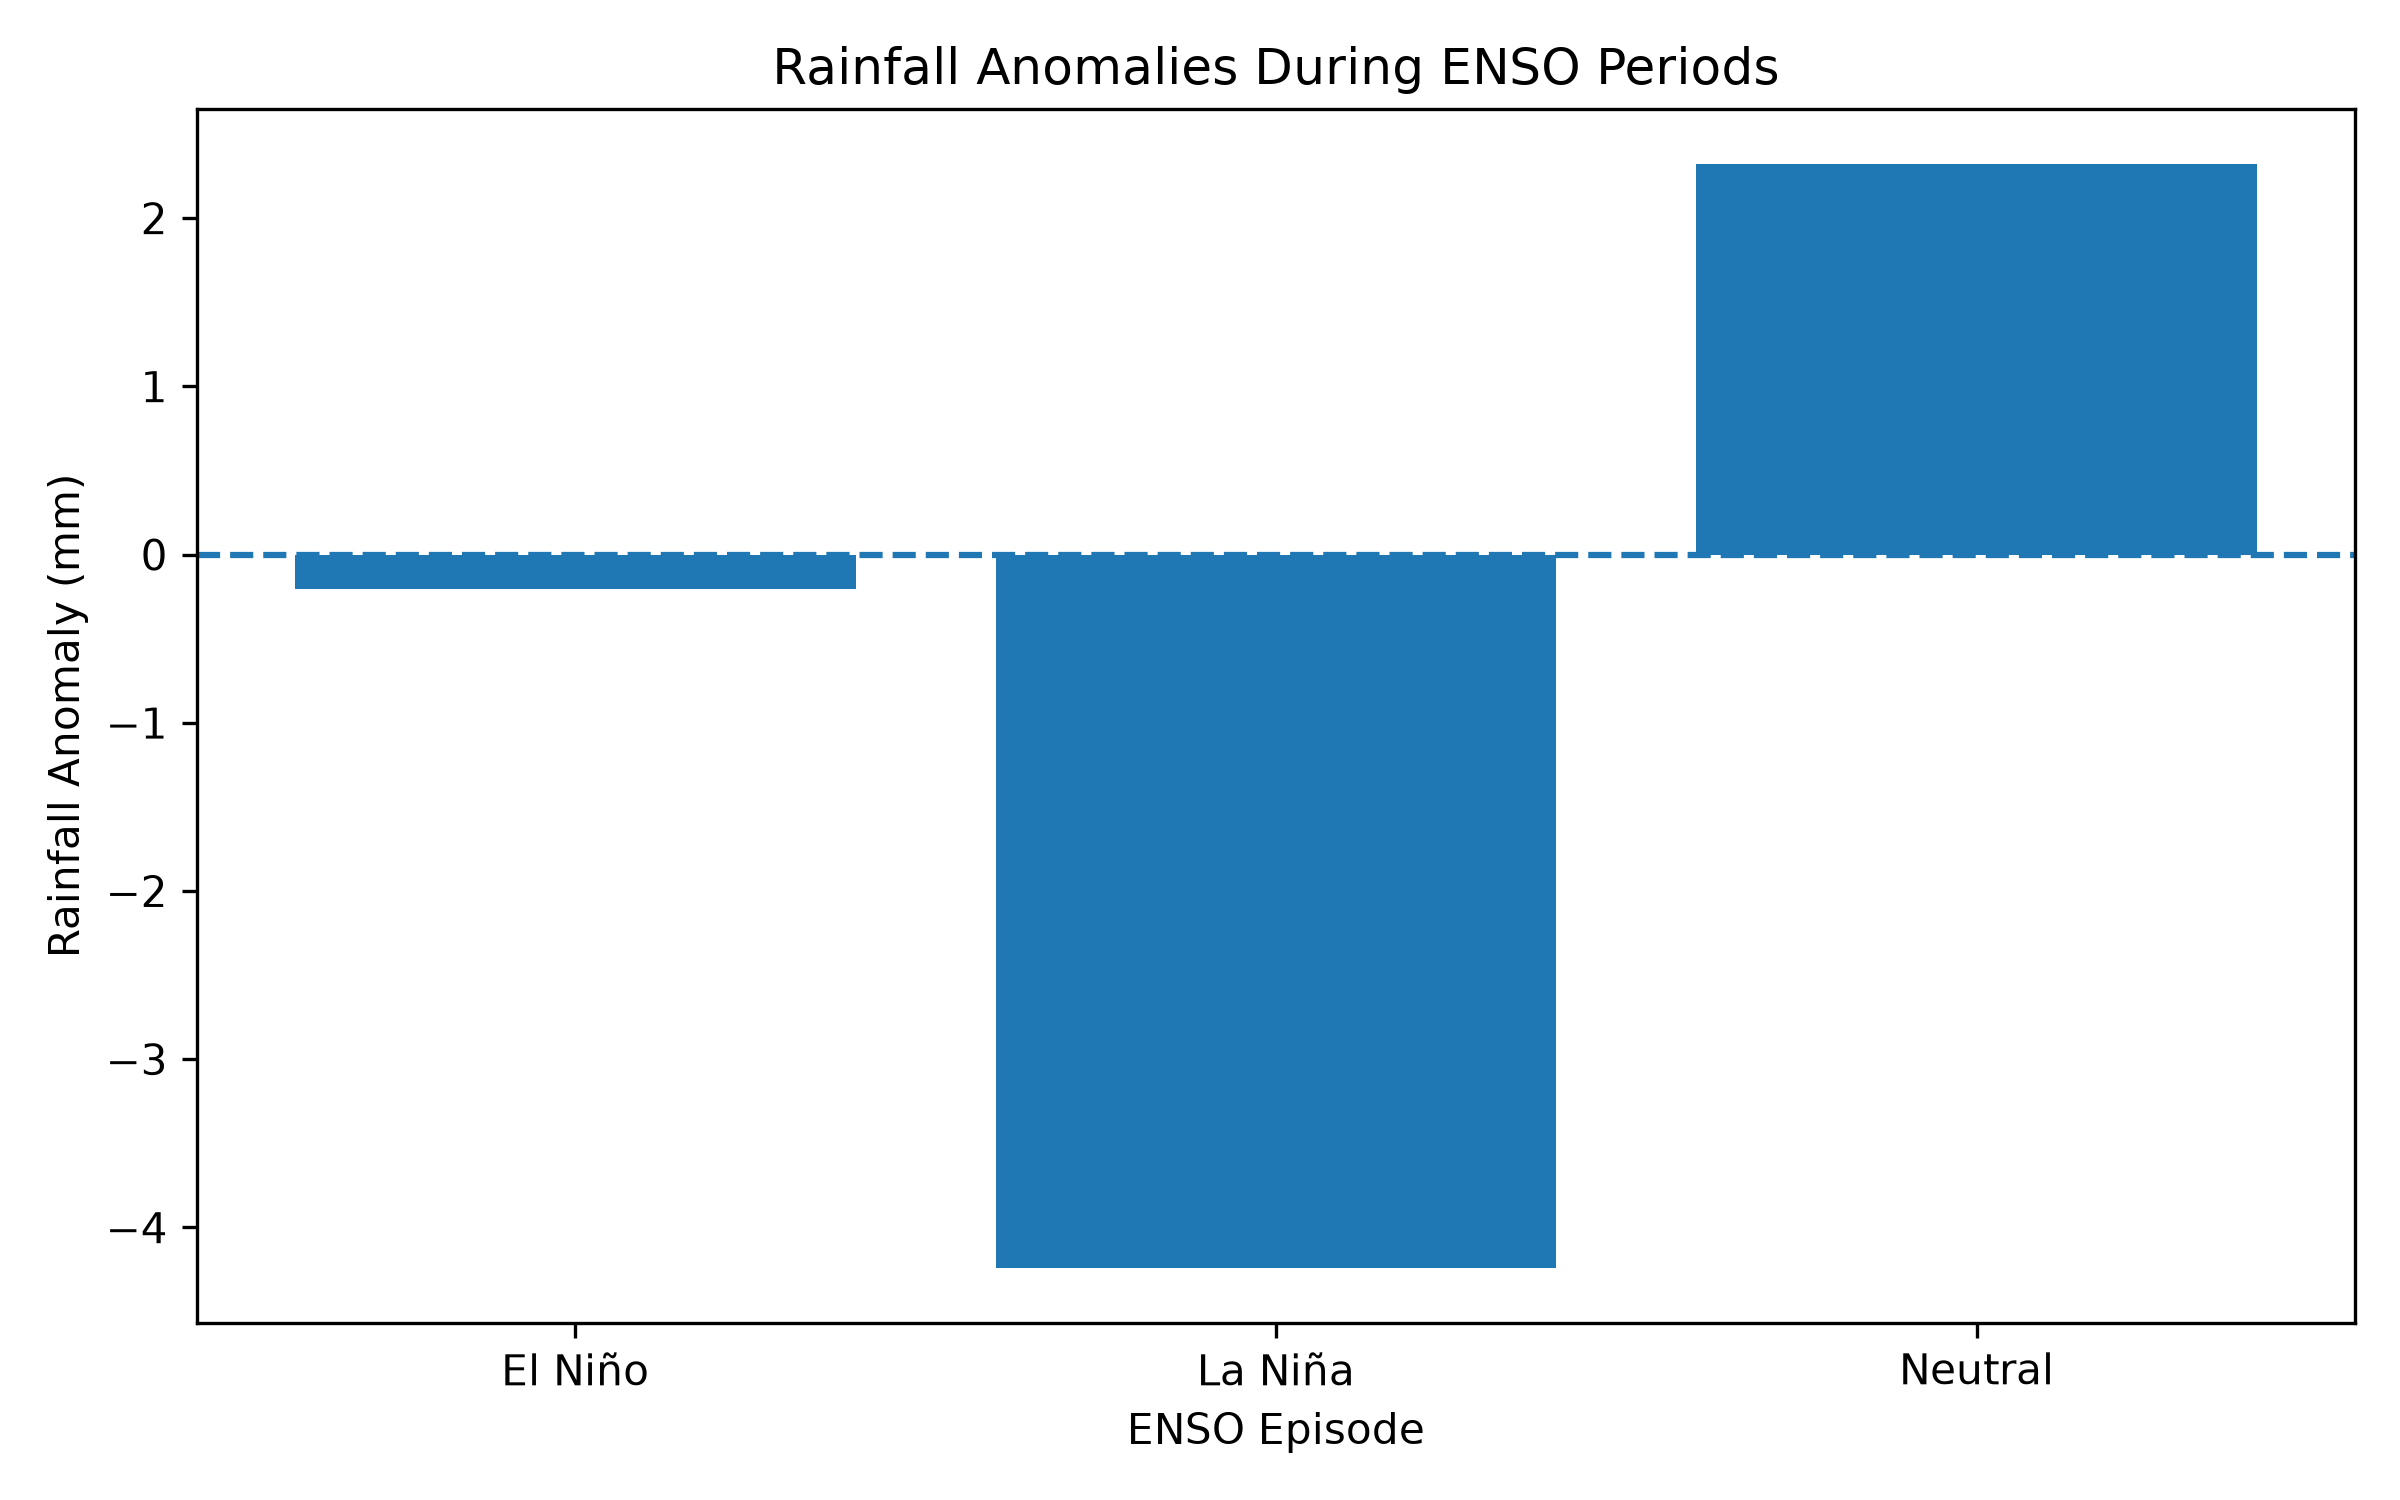 Rainfall Anomalies During ENSO Periods
Rainfall Anomaly (mm)
2
1
0
−1
−2
−3
−4
El Niño
La Niña
Neutral
ENSO Episode